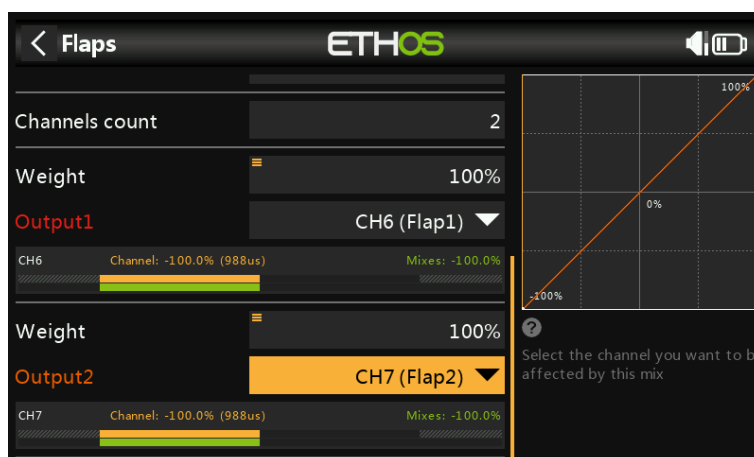 Flaps
ETHOS
Channels count
2
Weight
100%
Output1
CH6 (Flap1)
CH6 Channel: -100.0% (988us) Mixes: -100.0%
Weight
100%
Output2
CH7 (Flap2)
CH7 Channel: -100.0% (988us) Mixes: -100.0%
100%
0%
-100%
?
Select the channel you want to b
affected by this mix